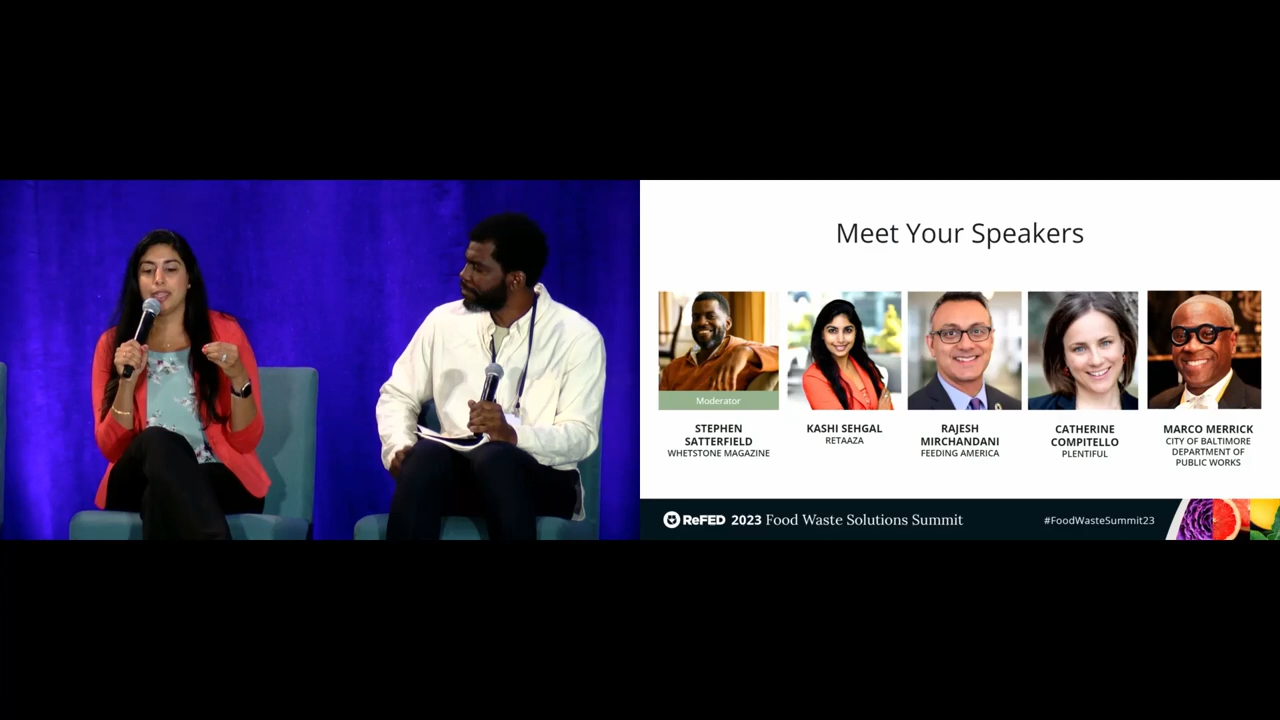 Meet Your Speakers
Moderator
STEPHEN
SATTERFIELD
WHETSTONE MAGAZINE
KASHI SEHGAL
RETAAZA
RAJESH
MIRCHANDANI
FEEDING AMERICA
CATHERINE
COMPITELLO
PLENTIFUL
MARCO MERRICK
CITY OF BALTIMORE
DEPARTMENT OF
PUBLIC WORKS
ReFED 2023 Food Waste Solutions Summit
#FoodWasteSummit23